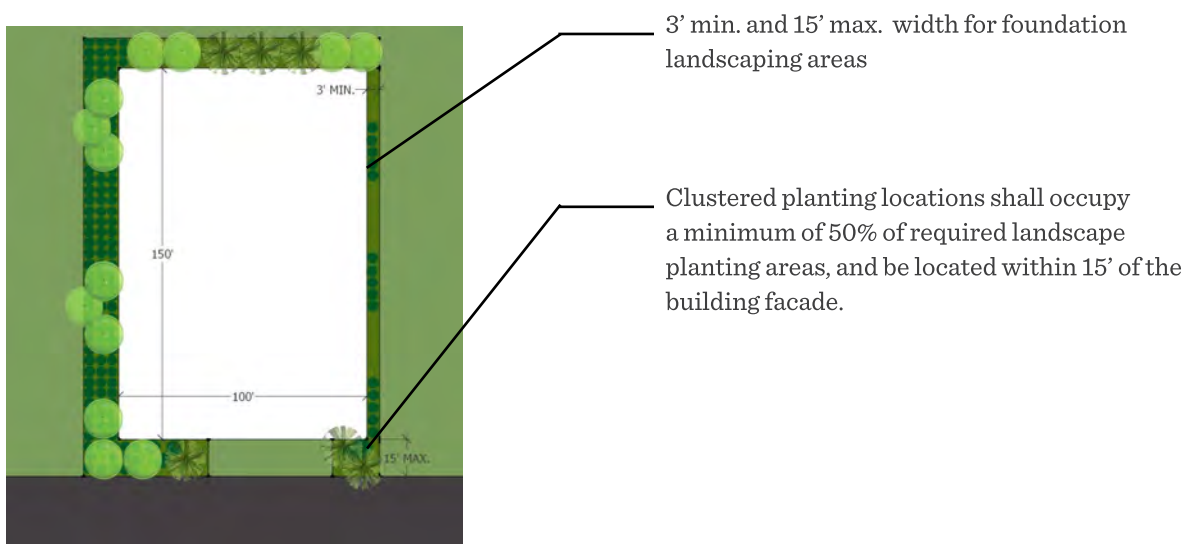 3’ min. and 15’ max. width for foundation
landscaping areas
3' MIN.
Clustered planting locations shall occupy
a minimum of 50% of required landscape
planting areas, and be located within 15’ of the
building facade.
150'
100'
15' MAX.